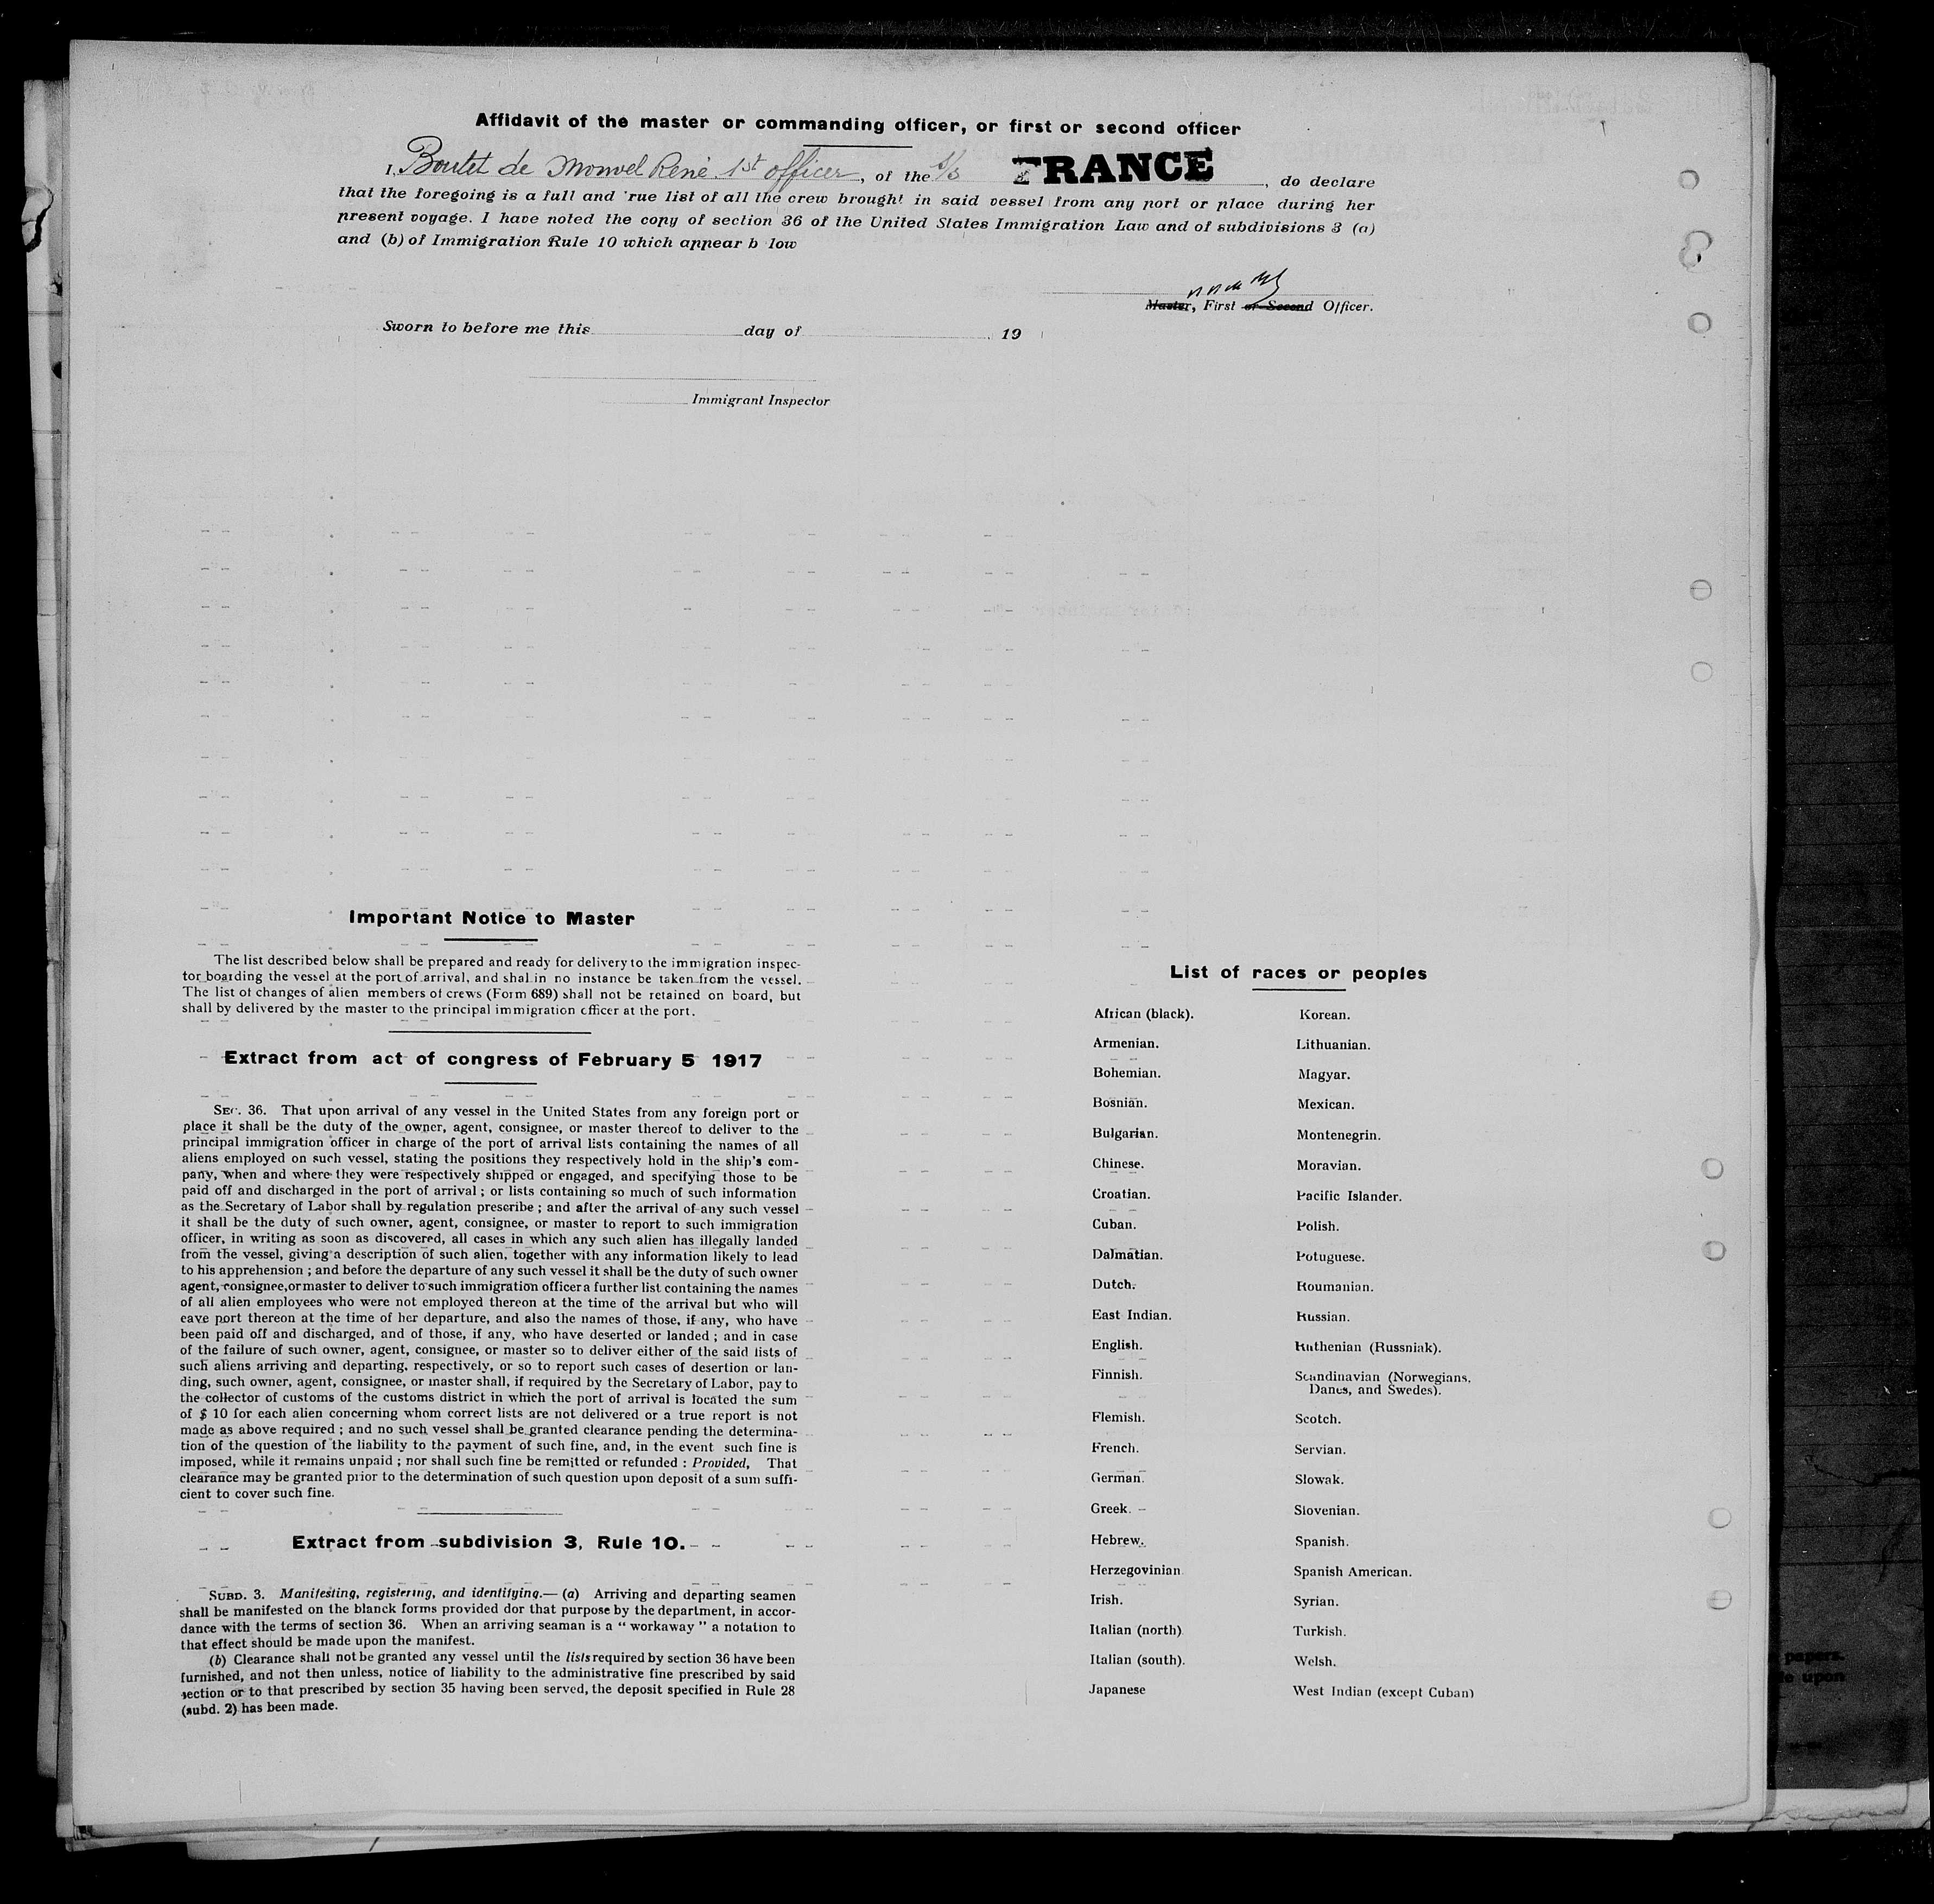 Affidavit of the master or commanding officer, or first or second officer
I, Boutet de Monvel René 1st officer, of the s/s FRANCE, do declare
that the foregoing is a full and rue list of all the crew brought in said vessel from any port or place during her
present voyage. I have noted the copy of section 36 of the United States Immigration Law and of subdivisions 3 (a)
and (b) of Immigration Rule 10 which appear b low
Master, First or Second Officer.
Sworn to before me this day of 19
Immigrant Inspector
Important Notice to Master
The list described below shall be prepared and ready for delivery to the immigration inspec-
tor boarding the vessel at the port of arrival, and shal in no instance be taken from the vessel.
The list of changes of alien members of crews (Form 689) shall not be retained on board, but
shall by delivered by the master to the principal immigration officer at the port.
Extract from act of congress of February 5 1917
SEC. 36. That upon arrival of any vessel in the United States from any foreign port or
place it shall be the duty of the owner, agent, consignee, or master thereof to deliver to the
principal immigration officer in charge of the port of arrival lists containing the names of all
aliens employed on such vessel, stating the positions they respectively hold in the ship's com-
pany, when and where they were respectively shipped or engaged, and specifying those to be
paid off and discharged in the port of arrival ; or lists containing so much of such information
as the Secretary of Labor shall by regulation prescribe ; and after the arrival of any such vessel
it shall be the duty of such owner, agent, consignee, or master to report to such immigration
officer, in writing as soon as discovered, all cases in which any such alien has illegally landed
from the vessel, giving a description of such alien, together with any information likely to lead
to his apprehension ; and before the departure of any such vessel it shall be the duty of such owner
agent, consignee, or master to deliver to such immigration officer a further list containing the names
of all alien employees who were not employed thereon at the time of the arrival but who will
eave port thereon at the time of her departure, and also the names of those, if any, who have
been paid off and discharged, and of those, if any, who have deserted or landed ; and in case
of the failure of such owner, agent, consignee, or master so to deliver either of the said lists of
such aliens arriving and departing, respectively, or so to report such cases of desertion or lan-
ding, such owner, agent, consignee, or master shall, if required by the Secretary of Labor, pay to
the collector of customs of the customs district in which the port of arrival is located the sum
of $ 10 for each alien concerning whom correct lists are not delivered or a true report is not
made as above required ; and no such vessel shall be granted clearance pending the determina-
tion of the question of the liability to the payment of such fine, and, in the event such fine is
imposed, while it remains unpaid ; nor shall such fine be remitted or refunded : Provided, That
clearance may be granted prior to the determination of such question upon deposit of a sum suffi-
cient to cover such fine.
Extract from subdivision 3, Rule 10.
SUBD. 3. Manifesting, registering, and identifying.— (a) Arriving and departing seamen
shall be manifested on the blanck forms provided dor that purpose by the department, in accor-
dance with the terms of section 36. When an arriving seaman is a " workaway " a notation to
that effect should be made upon the manifest.
(b) Clearance shall not be granted any vessel until the lists required by section 36 have been
furnished, and not then unless, notice of liability to the administrative fine prescribed by said
section or to that prescribed by section 35 having been served, the deposit specified in Rule 28
(subd. 2) has been made.
List of races or peoples
African (black).
Armenian.
Bohemian.
Bosnian.
Bulgarian.
Chinese.
Croatian.
Cuban.
Dalmatian.
Dutch.
East Indian.
English.
Finnish.
Flemish.
French.
German.
Greek.
Hebrew.
Herzegovinian
Irish.
Italian (north)
Italian (south).
Japanese
Korean.
Lithuanian.
Magyar.
Mexican.
Montenegrin.
Moravian.
Pacific Islander.
Polish.
Potuguese.
Roumanian.
Russian.
Ruthenian (Russniak).
Scandinavian (Norwegians,
Danes, and Swedes).
Scotch.
Servian.
Slowak.
Slovenian.
Spanish.
Spanish American.
Syrian.
Turkish.
Welsh.
West Indian (except Cuban)
papers.
upon